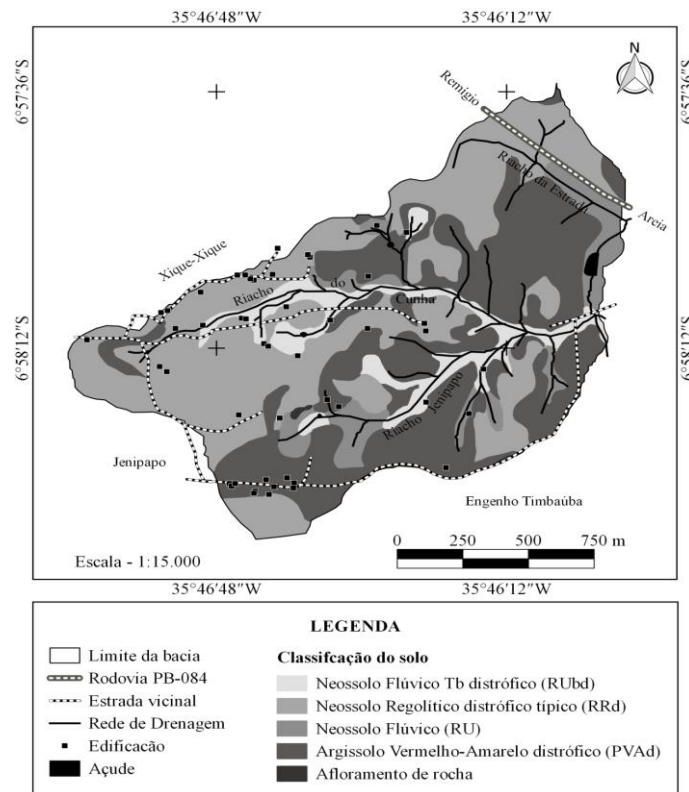 35°46'48"W
35°46'12"W
6°57'36"S
6°57'36"S
N
Remígio
Riacho da Estrada
Areia
Xique-Xique
Riacho
do
Cunha
6°58'12"S
6°58'12"S
Riacho
Jenipapo
Jenipapo
Engenho Timbaúba
Escala - 1:15.000
0 250 500 750 m
35°46'48"W
35°46'12"W
LEGENDA
Limite da bacia
Rodovia PB-084
Estrada vicinal
Rede de Drenagem
Edificação
Açude
Classifcação do solo
Neossolo Flúvico Tb distrófico (RUbd)
Neossolo Regolítico distrófico típico (RRd)
Neossolo Flúvico (RU)
Argissolo Vermelho-Amarelo distrófico (PVAd)
Afloramento de rocha